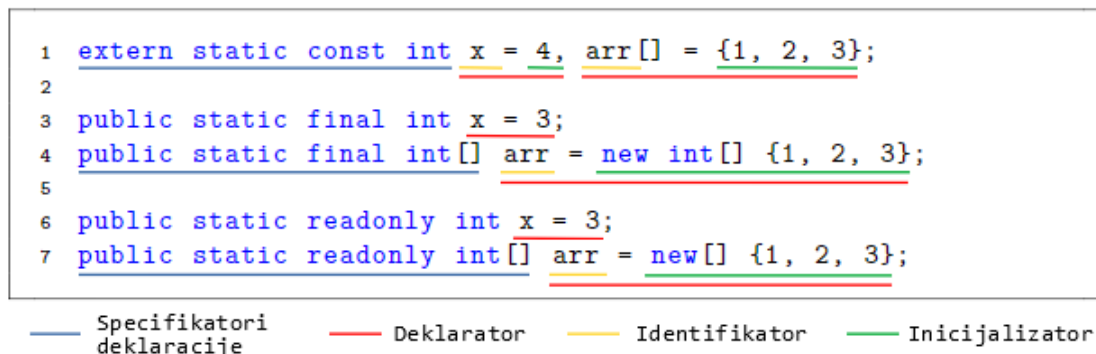 1 extern static const int x = 4, arr[] = {1, 2, 3};
2
3 public static final int x = 3;
4 public static final int[] arr = new int[] {1, 2, 3};
5
6 public static readonly int x = 3;
7 public static readonly int[] arr = new[] {1, 2, 3};
Specifikatori deklaracije
Deklarator
Identifikator
Inicijalizator